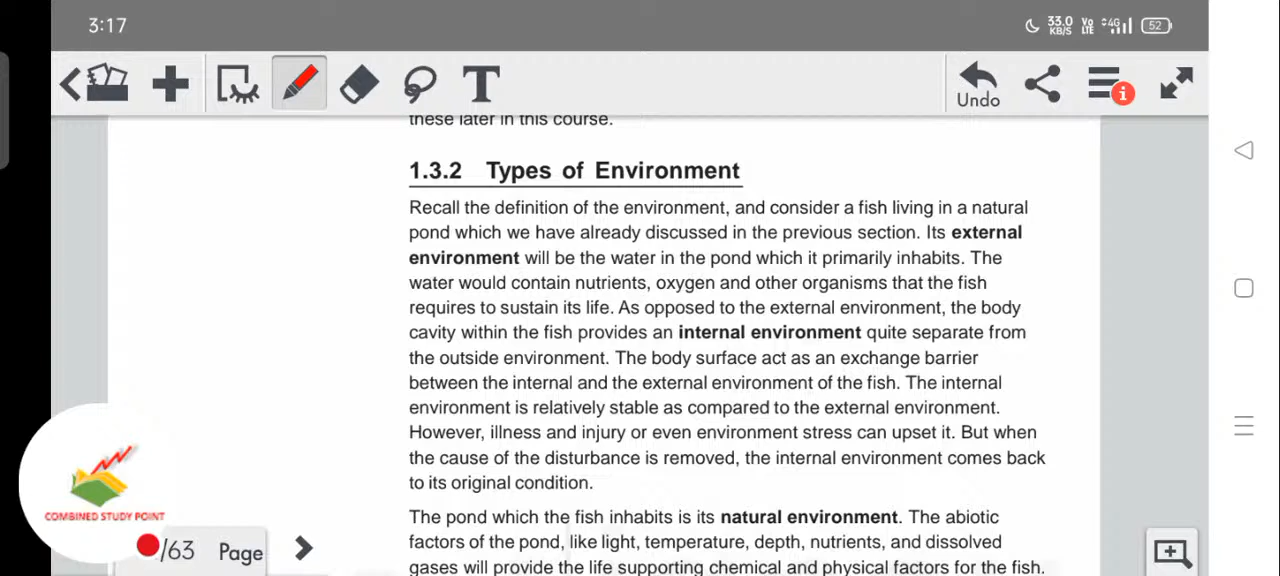 3:17
33.0
KB/S
Vo
LTE
4G
52
T
Undo
i
these later in this course.
1.3.2 Types of Environment
Recall the definition of the environment, and consider a fish living in a natural
pond which we have already discussed in the previous section. Its external
environment will be the water in the pond which it primarily inhabits. The
water would contain nutrients, oxygen and other organisms that the fish
requires to sustain its life. As opposed to the external environment, the body
cavity within the fish provides an internal environment quite separate from
the outside environment. The body surface act as an exchange barrier
between the internal and the external environment of the fish. The internal
environment is relatively stable as compared to the external environment.
However, illness and injury or even environment stress can upset it. But when
the cause of the disturbance is removed, the internal environment comes back
to its original condition.
The pond which the fish inhabits is its natural environment. The abiotic
factors of the pond, like light, temperature, depth, nutrients, and dissolved
gases will provide the life supporting chemical and physical factors for the fish.
COMBINED STUDY POINT
/63 Page